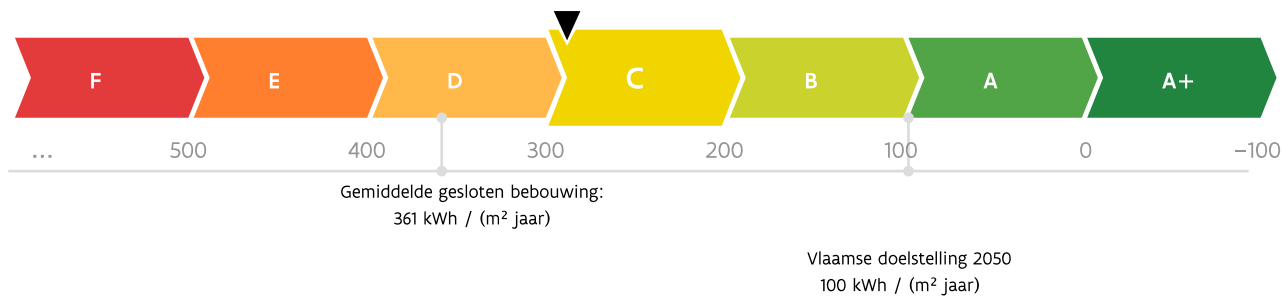 F E D C B A A+
... 500 400 300 200 100 0 −100
Gemiddelde gesloten bebouwing:
361 kWh / (m² jaar)
Vlaamse doelstelling 2050
100 kWh / (m² jaar)